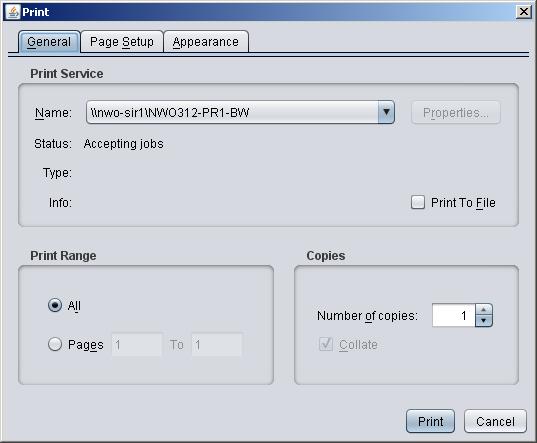 Print
General Page Setup Appearance
Print Service
Name: \\nwo-sir1\NWO312-PR1-BW Properties...
Status: Accepting jobs
Type:
Info: Print To File
Print Range
All
Pages 1 To 1
Copies
Number of copies: 1
Collate
Print Cancel